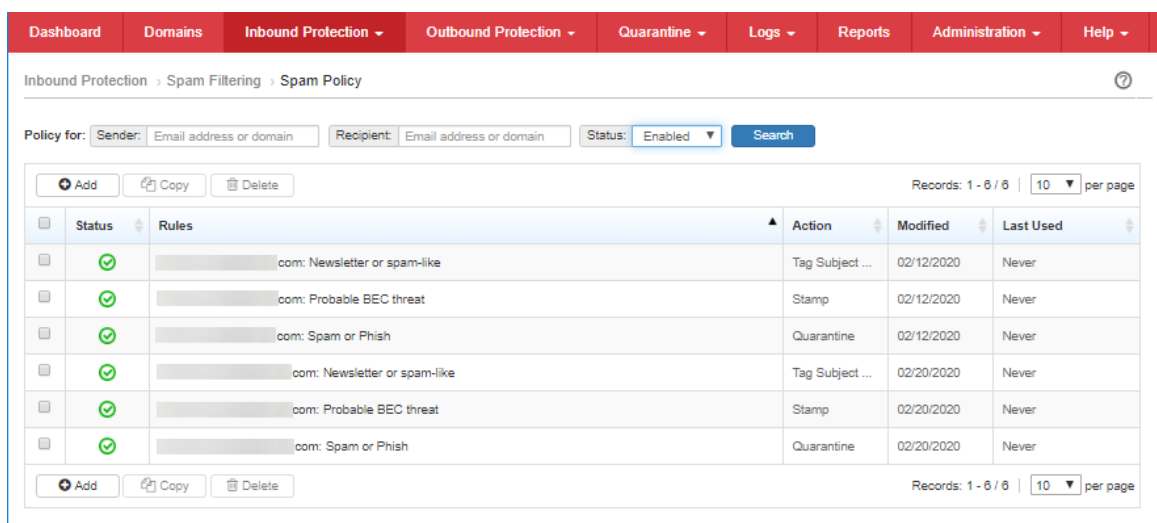 Dashboard Domains Inbound Protection Outbound Protection Quarantine Logs Reports Administration Help
Inbound Protection > Spam Filtering > Spam Policy
Policy for: Sender: Email address or domain Recipient: Email address or domain Status: Enabled Search
Add Copy Delete Records: 1 - 6 / 6 | 10 per page
Status Rules Action Modified Last Used
com: Newsletter or spam-like Tag Subject ... 02/12/2020 Never
com: Probable BEC threat Stamp 02/12/2020 Never
com: Spam or Phish Quarantine 02/12/2020 Never
com: Newsletter or spam-like Tag Subject ... 02/20/2020 Never
com: Probable BEC threat Stamp 02/20/2020 Never
com: Spam or Phish Quarantine 02/20/2020 Never
Add Copy Delete Records: 1 - 6 / 6 | 10 per page